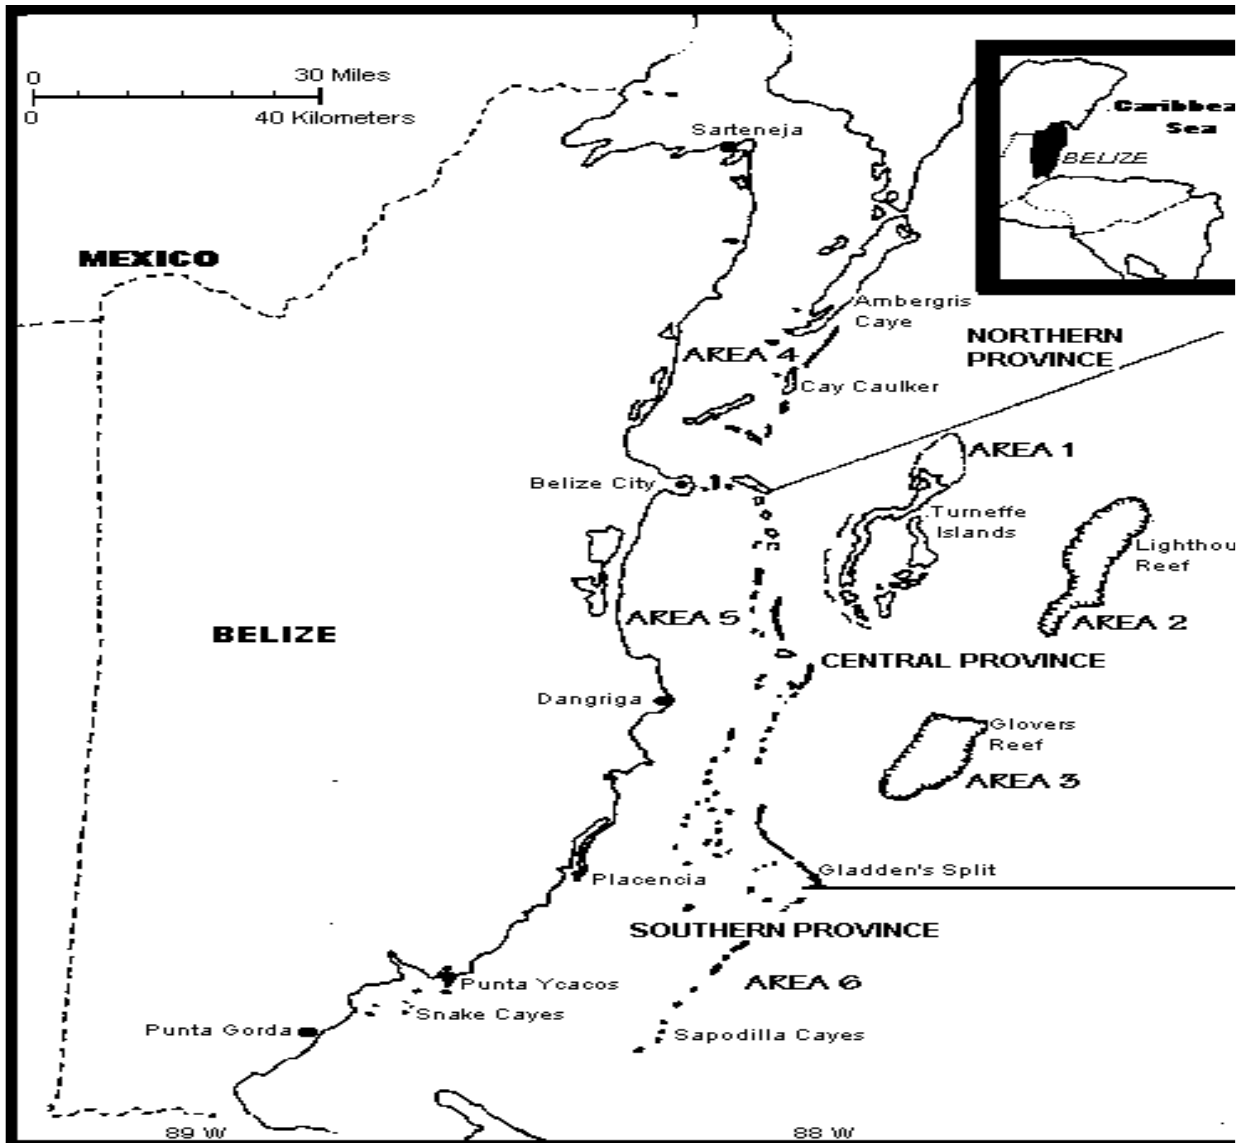 0
30 Miles
0
40 Kilometers
Caribbea
Sea
BELIZE
Sarteneja
MEXICO
Ambergris
Caye
NORTHERN
PROVINCE
AREA 4
Cay Caulker
AREA 1
Belize City
Turneffe
Islands
Lighthou
Reef
AREA 5
AREA 2
BELIZE
CENTRAL PROVINCE
Dangriga
Glovers
Reef
AREA 3
Placencia
Gladden's Split
SOUTHERN PROVINCE
Punta Ycacos
AREA 6
Snake Cayes
Punta Gorda
Sapodilla Cayes
89 W
88 W